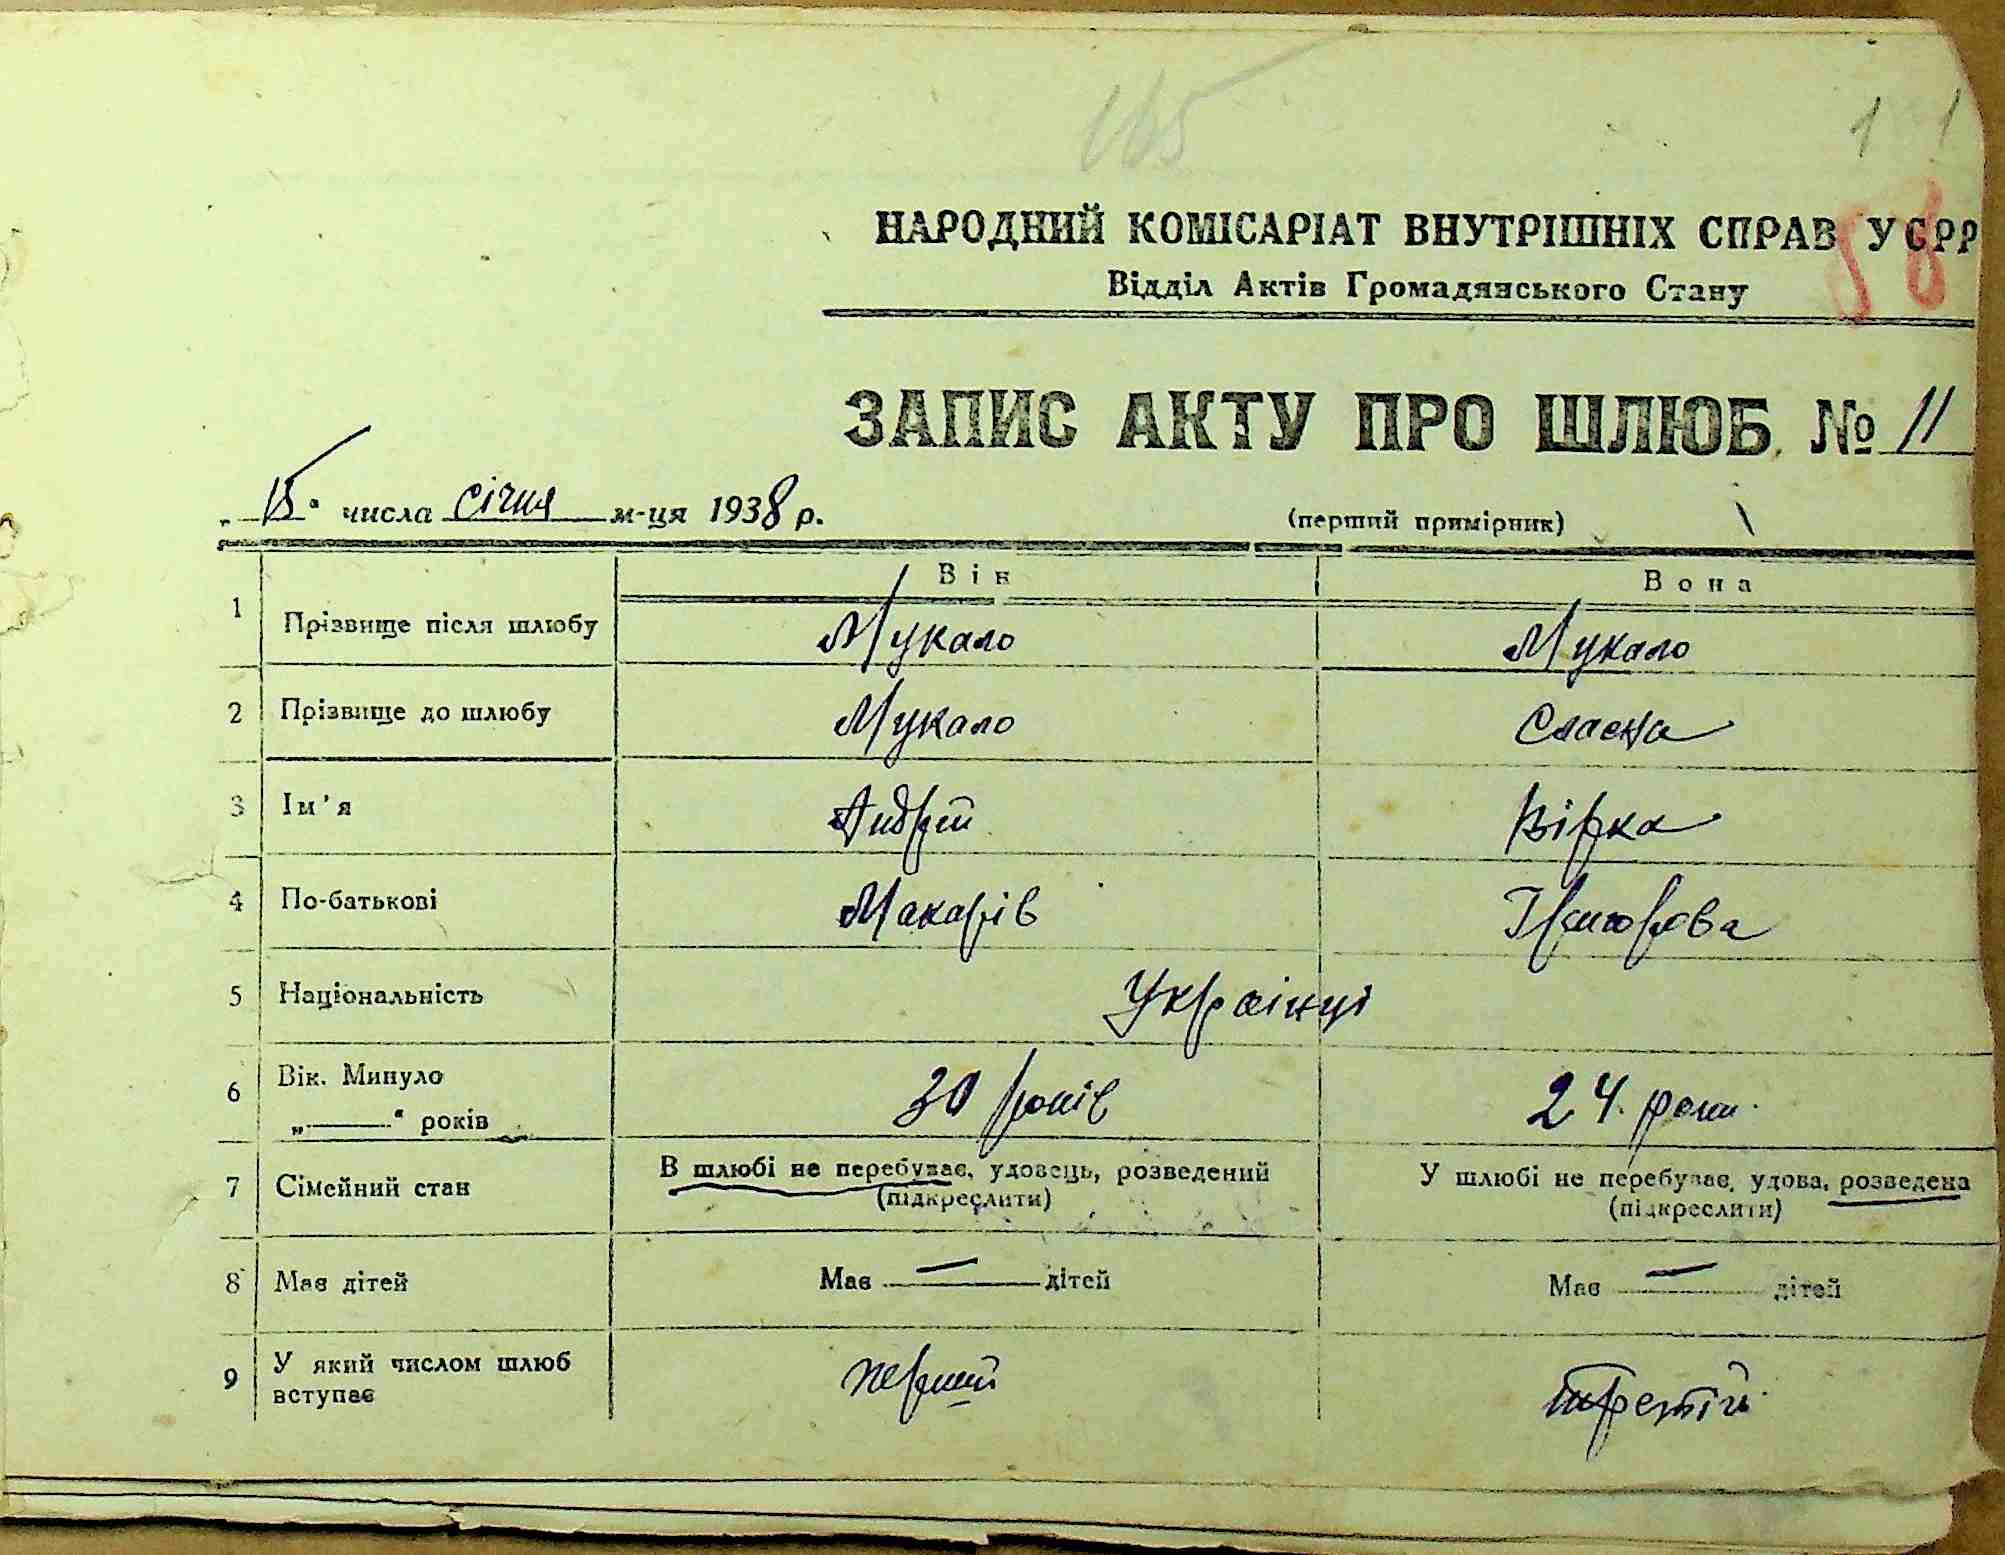 165
1 1
58
НАРОДНИЙ КОМІСАРІАТ ВНУТРІШНІХ СПРАВ УСРР
Відділ Актів Громадянського Стану
ЗАПИС АКТУ ПРО ШЛЮБ № 11
„15“ числа січня м-ця 1938 р.
(перший примірник)
Він Вона
1 Прізвище після шлюбу Мукало Мукало
2 Прізвище до шлюбу Мукало
3 Ім'я Андрій Вірка
4 По-батькові Макарів
5 Національність Українці
6 Вік. Минуло „——“ років 30 років 24 роки
7 Сімейний стан В шлюбі не перебуває, удовець, розведений (підкреслити) У шлюбі не перебуває, удова, розведена (підкреслити)
8 Має дітей Має — дітей Має — дітей
9 У який числом шлюб вступає перший третій